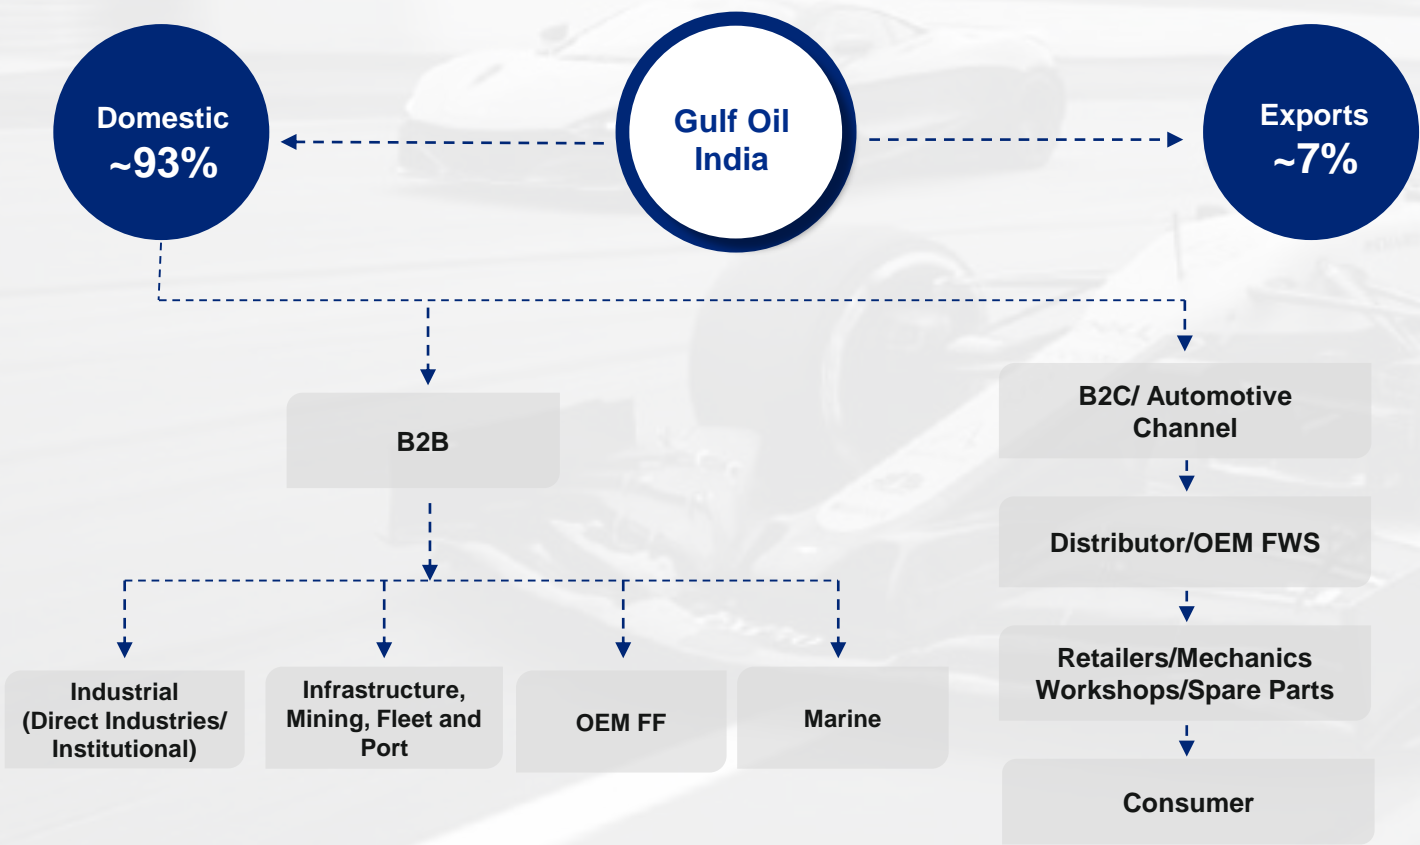 Domestic
~93%
Gulf Oil
India
Exports
~7%
B2B
B2C/ Automotive
Channel
Distributor/OEM FWS
Retailers/Mechanics
Workshops/Spare Parts
Consumer
Industrial
(Direct Industries/
Institutional)
Infrastructure,
Mining, Fleet and
Port
OEM FF
Marine